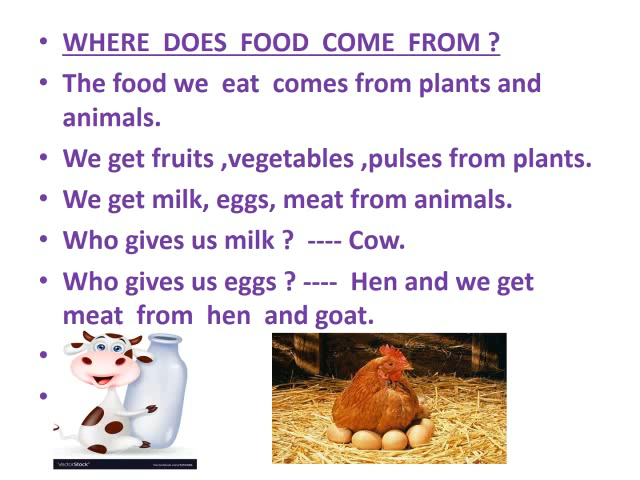 • WHERE DOES FOOD COME FROM ?
• The food we eat comes from plants and
animals.
• We get fruits ,vegetables ,pulses from plants.
• We get milk, eggs, meat from animals.
• Who gives us milk ? ---- Cow.
• Who gives us eggs ? ---- Hen and we get
meat from hen and goat.
•
•
VectorStock